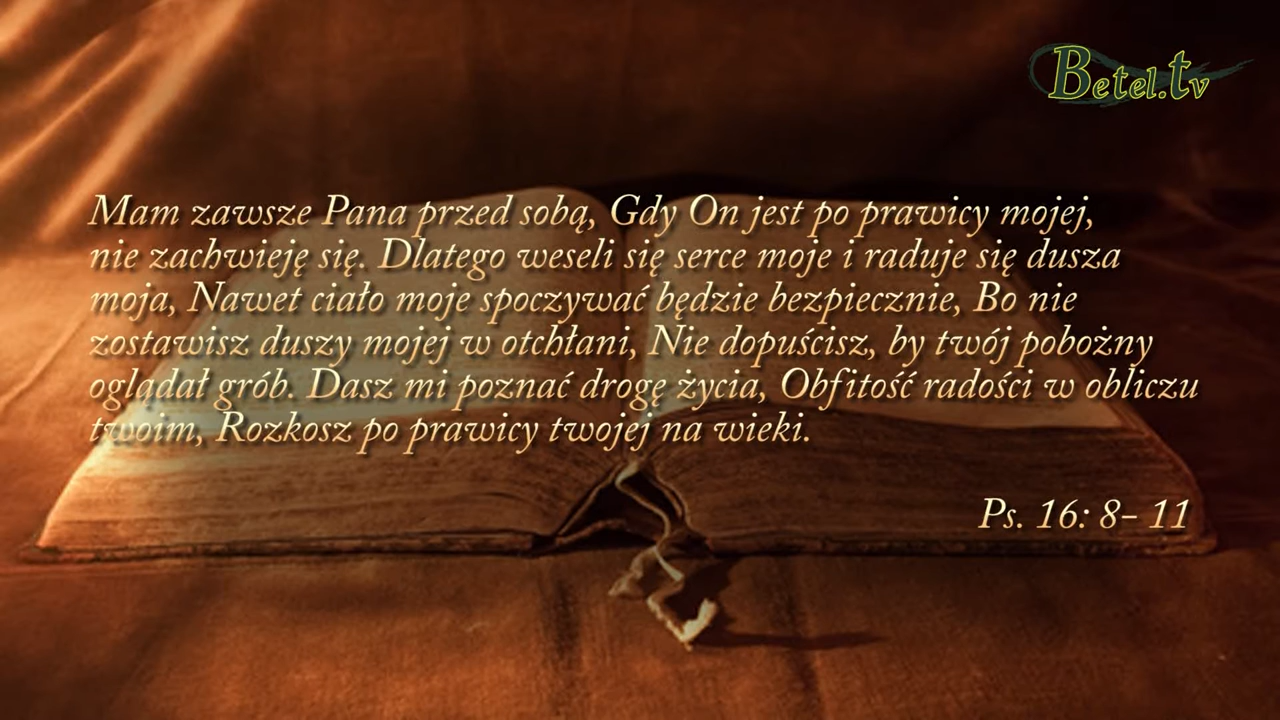 Betel.tv
Mam zawsze Pana przed sobą, Gdy On jest po prawicy mojej,
nie zachwieję się. Dlatego weseli się serce moje i raduje się dusza
moja, Nawet ciało moje spoczywać będzie bezpiecznie, Bo nie
zostawisz duszy mojej w otchłani, Nie dopuścisz, by twój pobożny
oglądał grób. Dasz mi poznać drogę życia, Obfitość radości w obliczu
twoim, Rozkosz po prawicy twojej na wieki.
Ps. 16: 8- 11